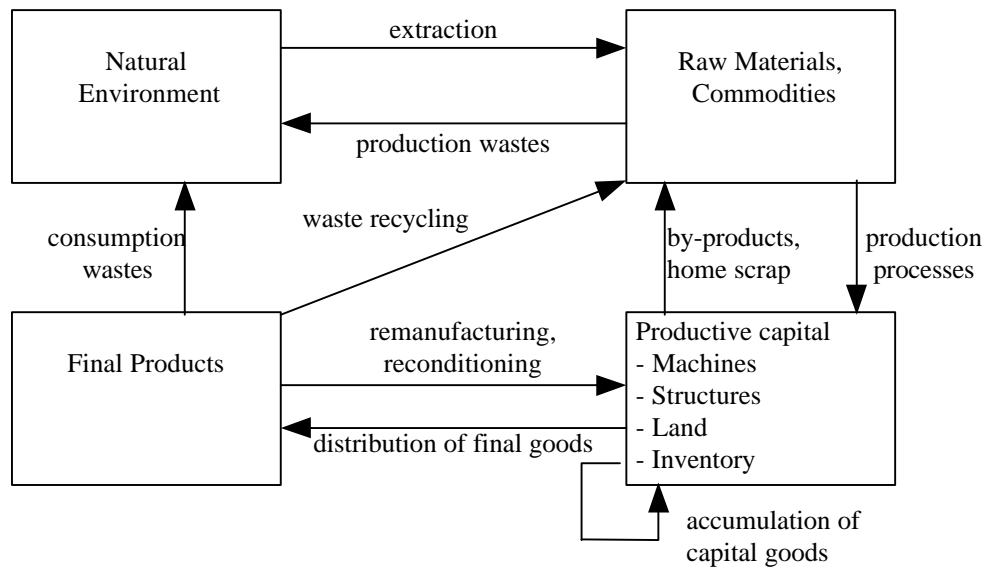 extraction
Natural
Environment
Raw Materials,
Commodities
production wastes
waste recycling
consumption
wastes
by-products,
home scrap
production
processes
Final Products
remanufacturing,
reconditioning
distribution of final goods
Productive capital
- Machines
- Structures
- Land
- Inventory
accumulation of
capital goods